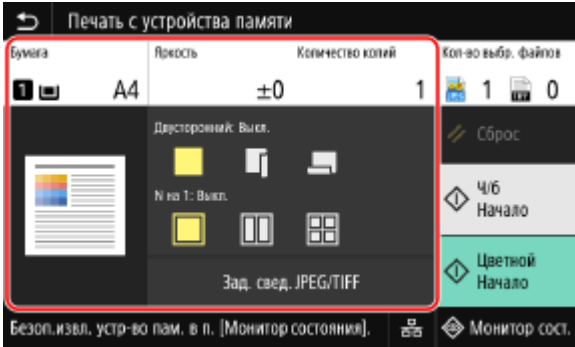 Печать с устройства памяти
Бумага Яркость Количество копий Кол-во выбр. файлов
1 A4 ±0 1 1 0
Двусторонний: Выкл.
Сброс
N на 1: Выкл.
Ч/б
Начало
Цветной
Начало
Зад. свед. JPEG/TIFF
Безоп.извл. устр-во пам. в п. [Монитор состояния]. Монитор сост.